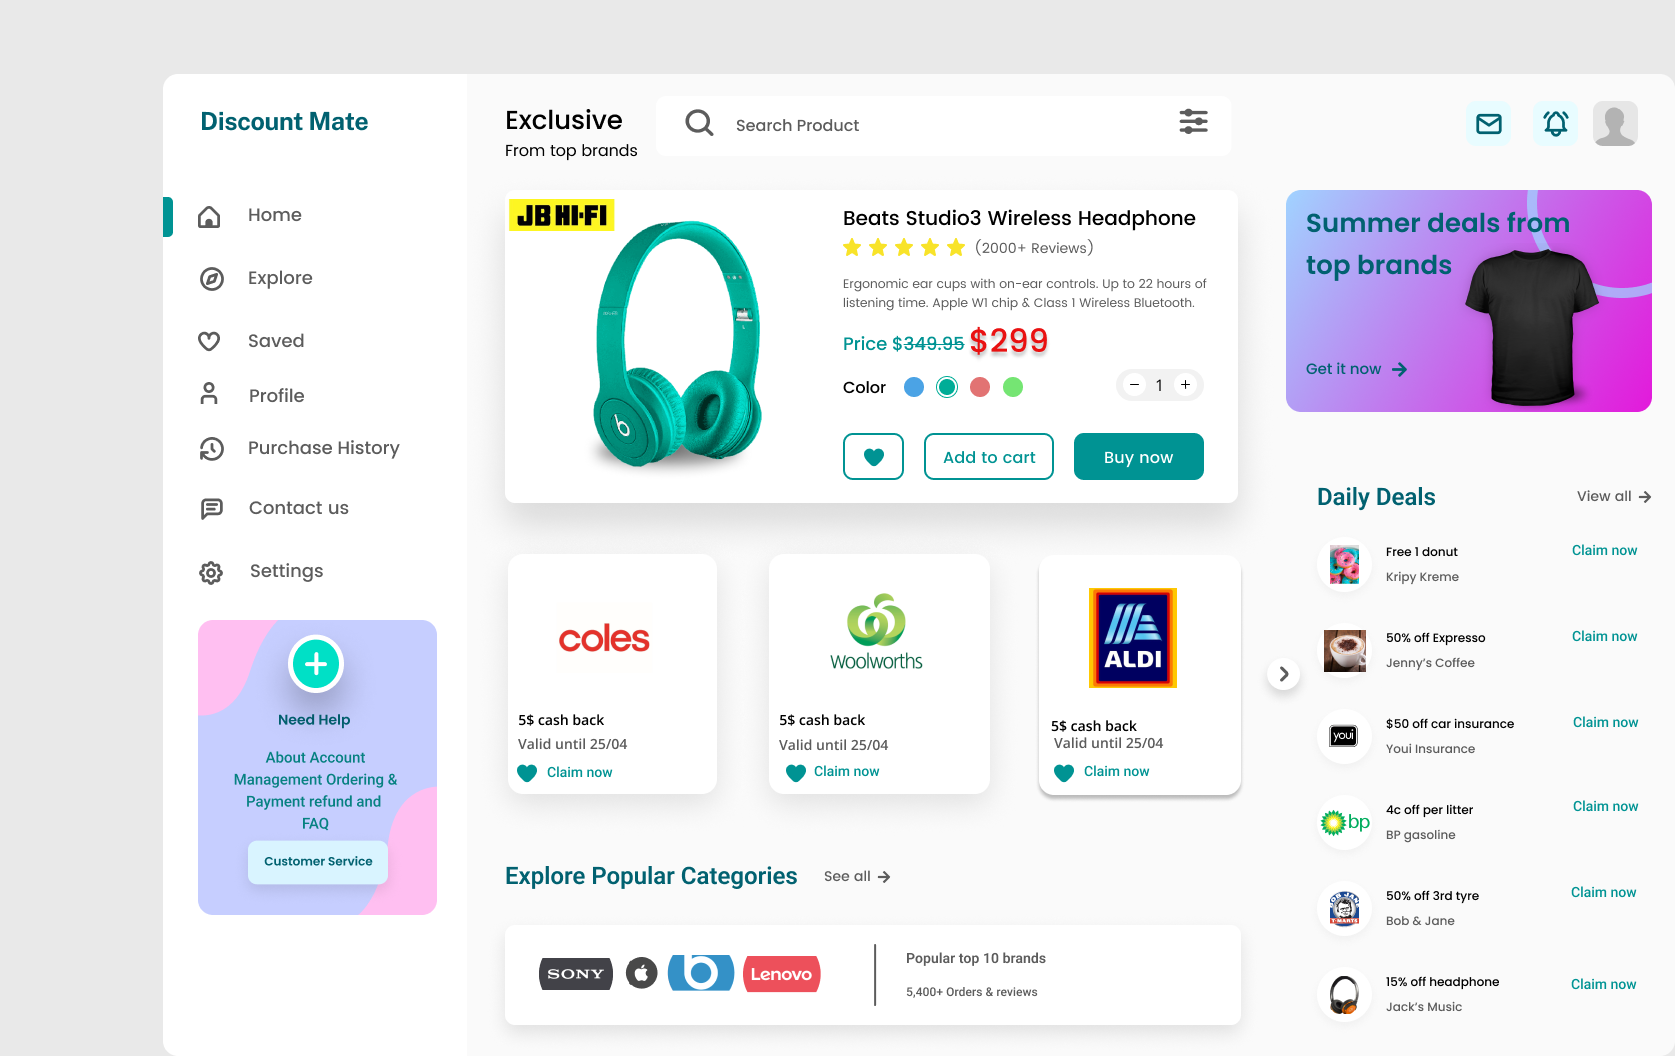 Discount Mate
Home
Explore
Saved
Profile
Purchase History
Contact us
Settings
Need Help
About Account
Management Ordering &
Payment refund and
FAQ
Customer Service
Exclusive
From top brands
Search Product
JB HI-FI
Beats Studio3 Wireless Headphone
(2000+ Reviews)
Ergonomic ear cups with on-ear controls. Up to 22 hours of
listening time. Apple W1 chip & Class 1 Wireless Bluetooth.
Price $349.95 $299
Color
− 1 +
Add to cart
Buy now
coles
5$ cash back
Valid until 25/04
Claim now
Woolworths
5$ cash back
Valid until 25/04
Claim now
ALDI
5$ cash back
Valid until 25/04
Claim now
Explore Popular Categories
See all
SONY
b
Lenovo
Popular top 10 brands
5,400+ Orders & reviews
Summer deals from
top brands
Get it now
Daily Deals
View all
Free 1 donut
Claim now
Kripy Kreme
50% off Expresso
Claim now
Jenny's Coffee
youi
$50 off car insurance
Claim now
Youi Insurance
bp
4c off per litter
Claim now
BP gasoline
BOB JANE
T-MARTS
50% off 3rd tyre
Claim now
Bob & Jane
15% off headphone
Claim now
Jack's Music